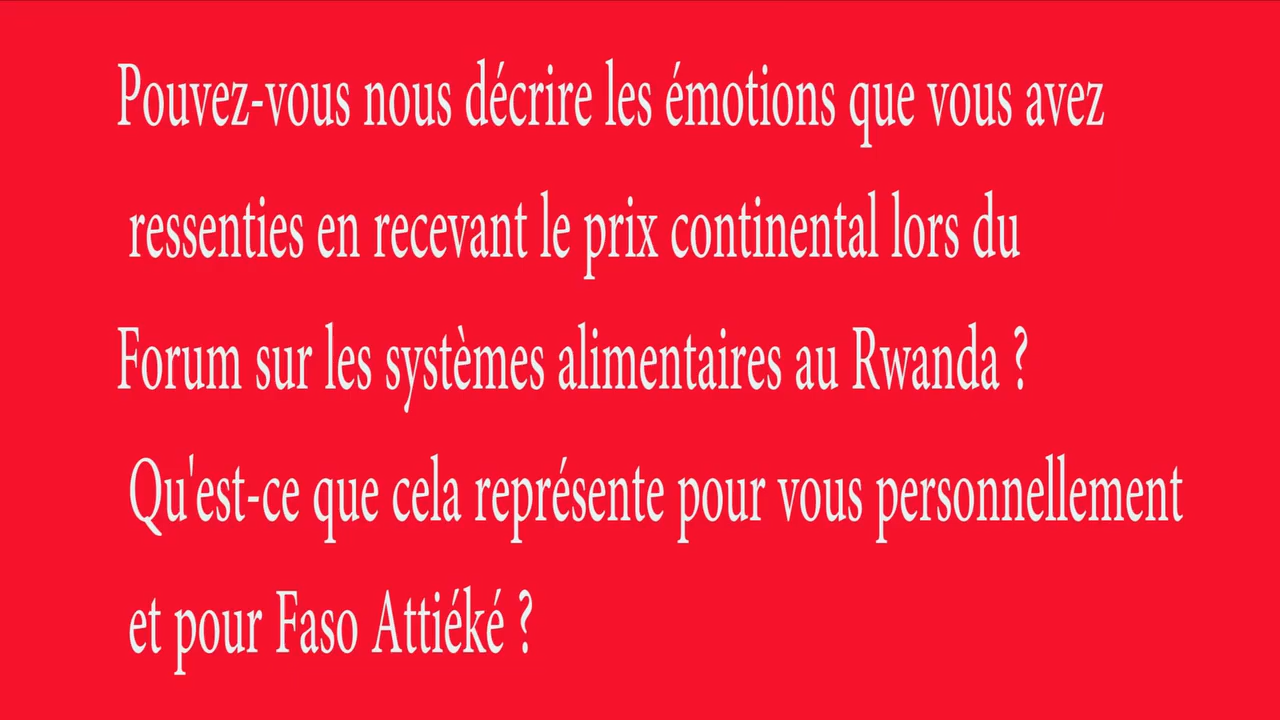 Pouvez-vous nous décrire les émotions que vous avez
ressenties en recevant le prix continental lors du
Forum sur les systèmes alimentaires au Rwanda ?
Qu'est-ce que cela représente pour vous personnellement
et pour Faso Attiéké ?